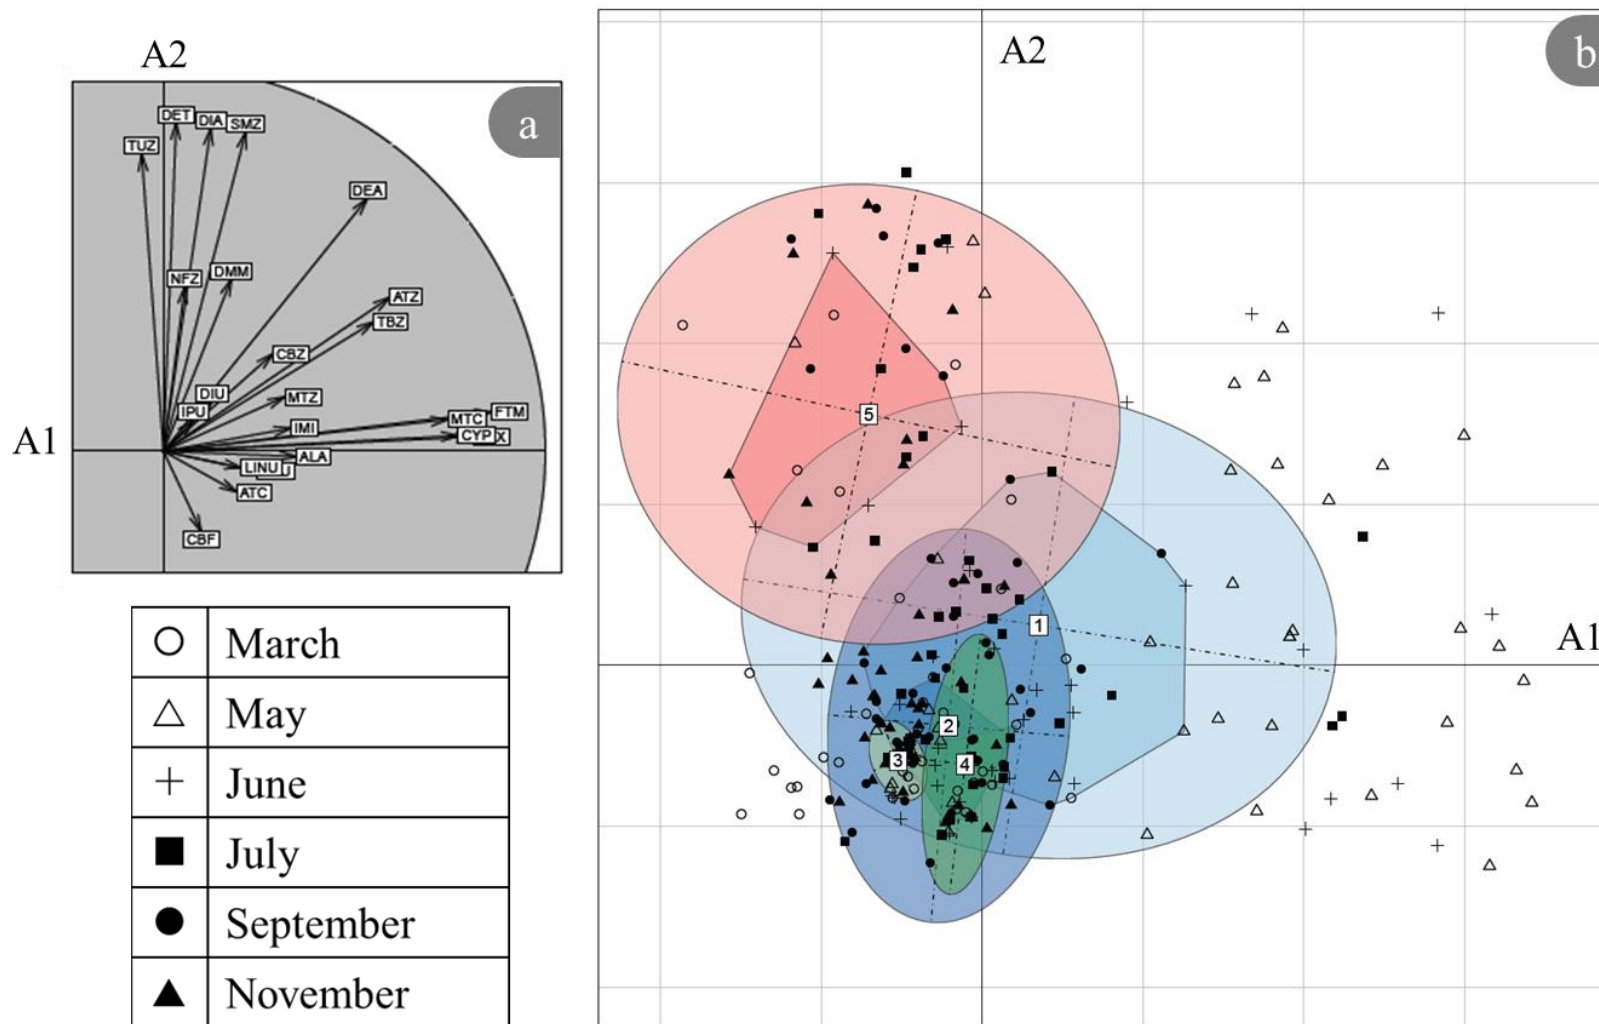 A2
a
DET
DIA
SMZ
TUZ
DEA
NFZ
DMM
ATZ
TBZ
CBZ
DIU
MTZ
IPU
MTC
FTM
IMI
CYP
X
A1
ALA
LINU
ATC
CBF
March
May
June
July
September
November
A2
b
5
1
A1
2
3
4